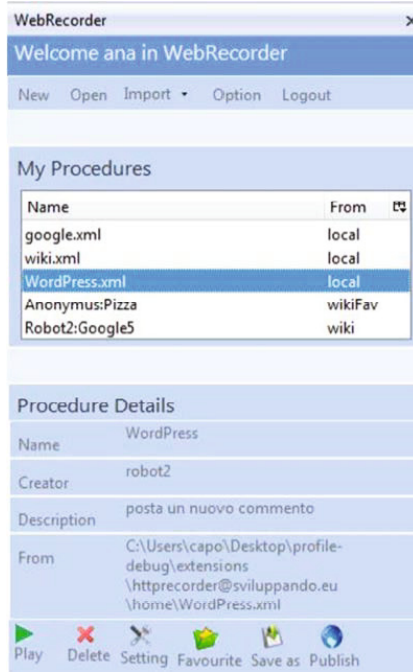 WebRecorder
Welcome ana in WebRecorder
New Open Import Option Logout
My Procedures
Name From
google.xml local
wiki.xml local
WordPress.xml local
Anonymus:Pizza wikiFav
Robot2:Google5 wiki
Procedure Details
Name WordPress
Creator robot2
Description posta un nuovo commento
From C:\Users\capo\Desktop\profile-
debug\extensions
\httprecorder@sviluppando.eu
\home\WordPress.xml
Play Delete Setting Favourite Save as Publish